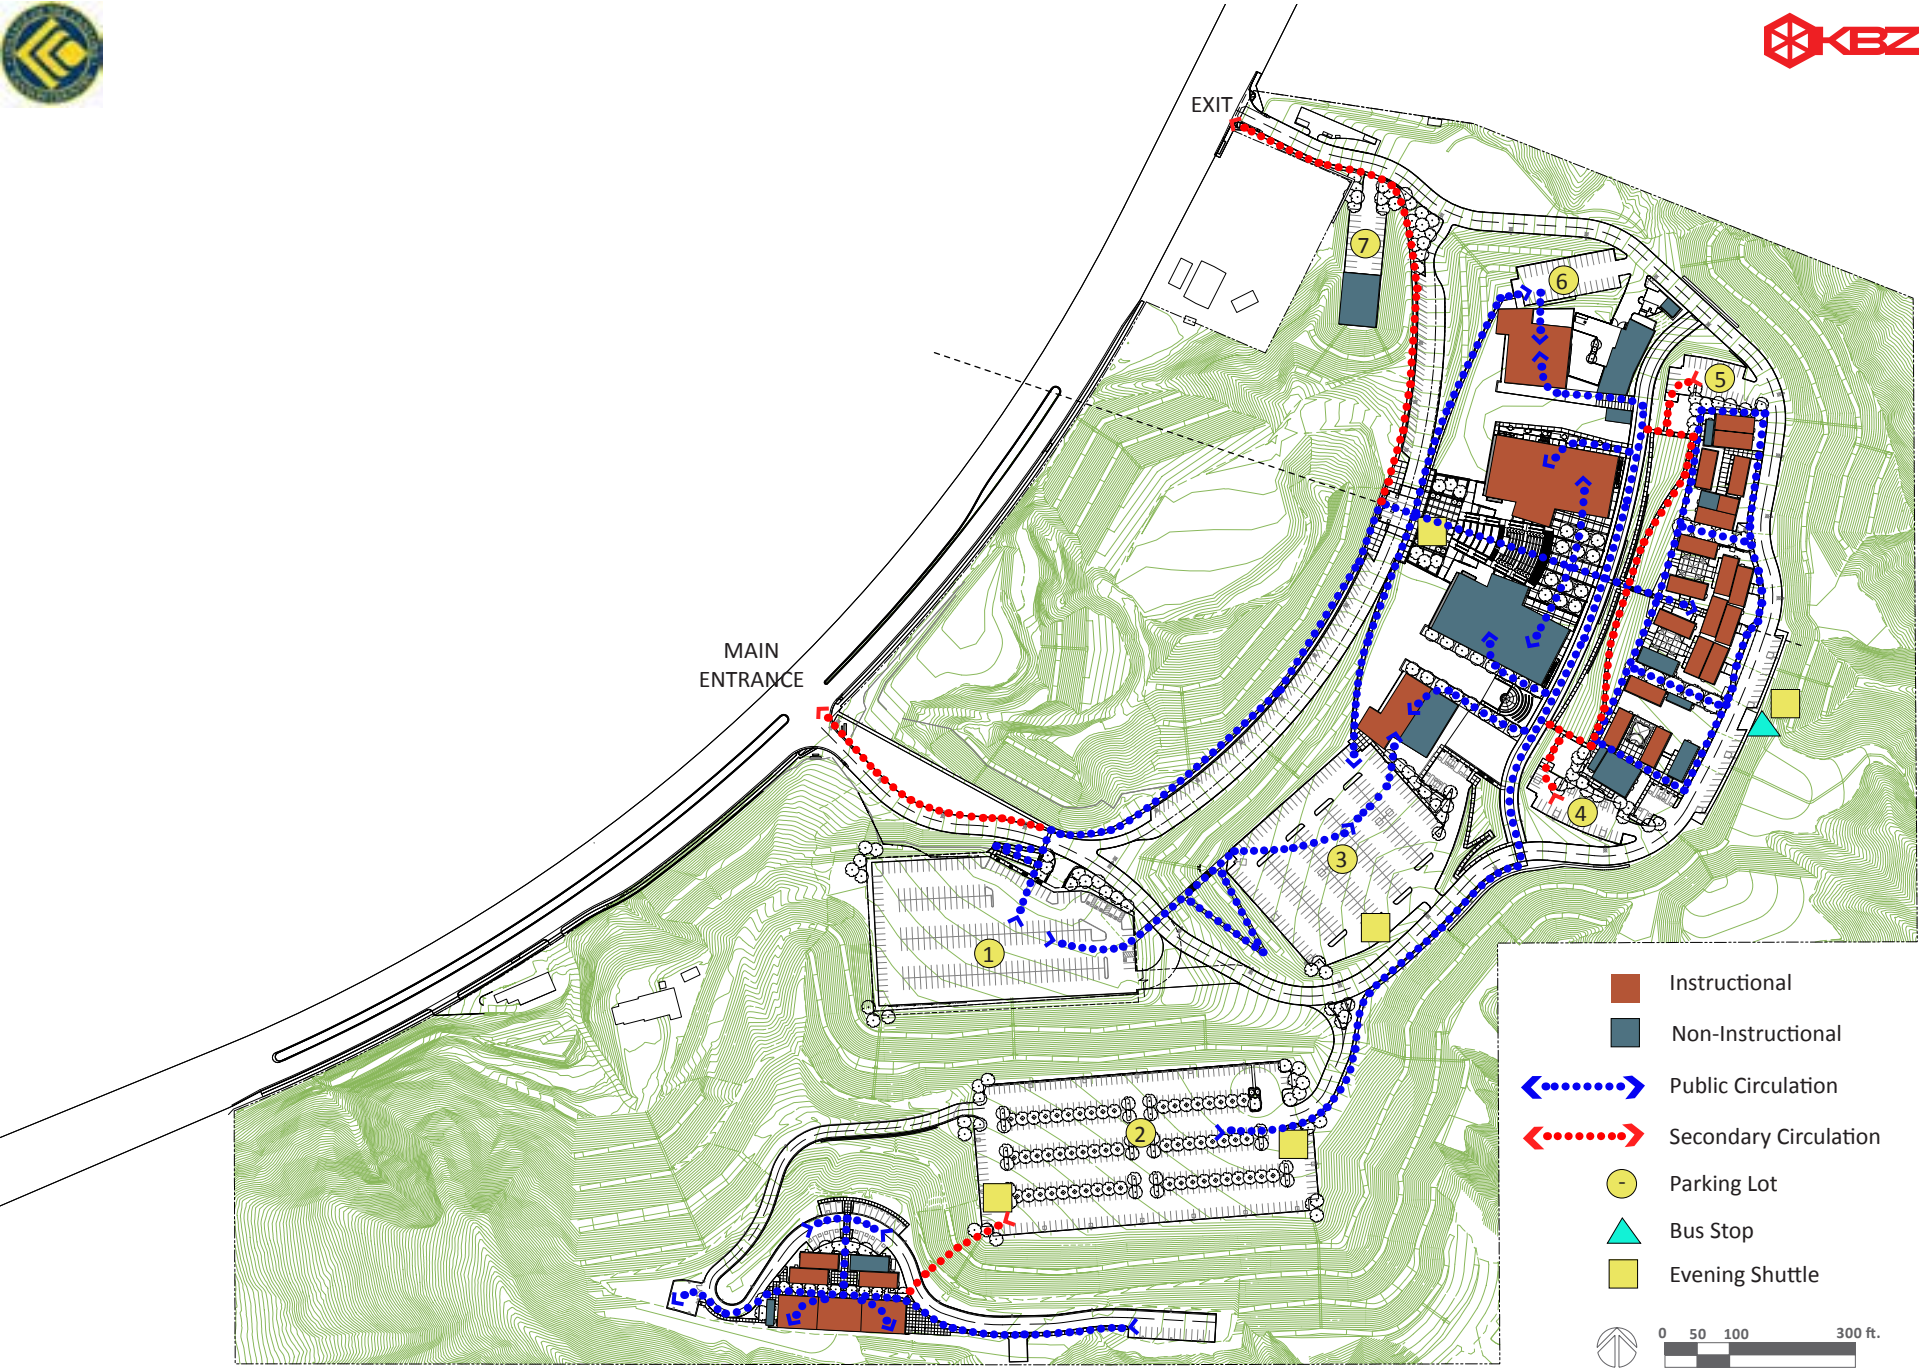 KBZ
EXIT
7
6
5
MAIN
ENTRANCE
4
3
1
2
Instructional
Non-Instructional
Public Circulation
Secondary Circulation
- Parking Lot
Bus Stop
Evening Shuttle
0 50 100 300 ft.